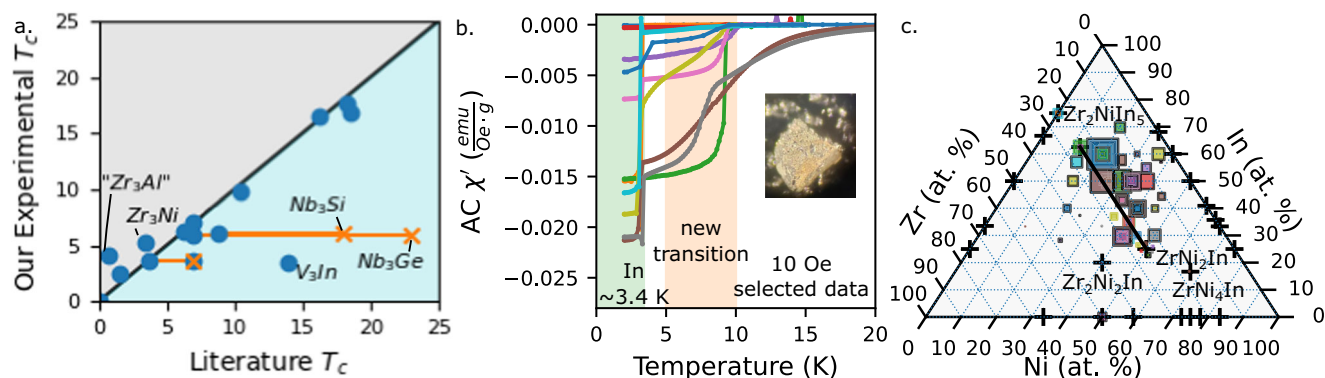 a.
Our Experimental T_c
25
20
15
10
5
0
"Zr₃Al"
Zr₃Ni
Nb₃Si
V₃In
Nb₃Ge
0 5 10 15 20 25
Literature T_c
b.
AC χ′ (emu/Oe·g)
0.000
−0.005
−0.010
−0.015
−0.020
−0.025
In
~3.4 K
new
transition
10 Oe
selected data
0 5 10 15 20
Temperature (K)
c.
Zr (at. %)
0
10
20
30
40
50
60
70
80
90
100
In (at. %)
100
90
80
70
60
50
40
30
20
10
0
Zr₂NiIn₅
Zr₂Ni₂In
ZrNi₂In
ZrNi₄In
0 10 20 30 40 50 60 70 80 90 100
Ni (at. %)